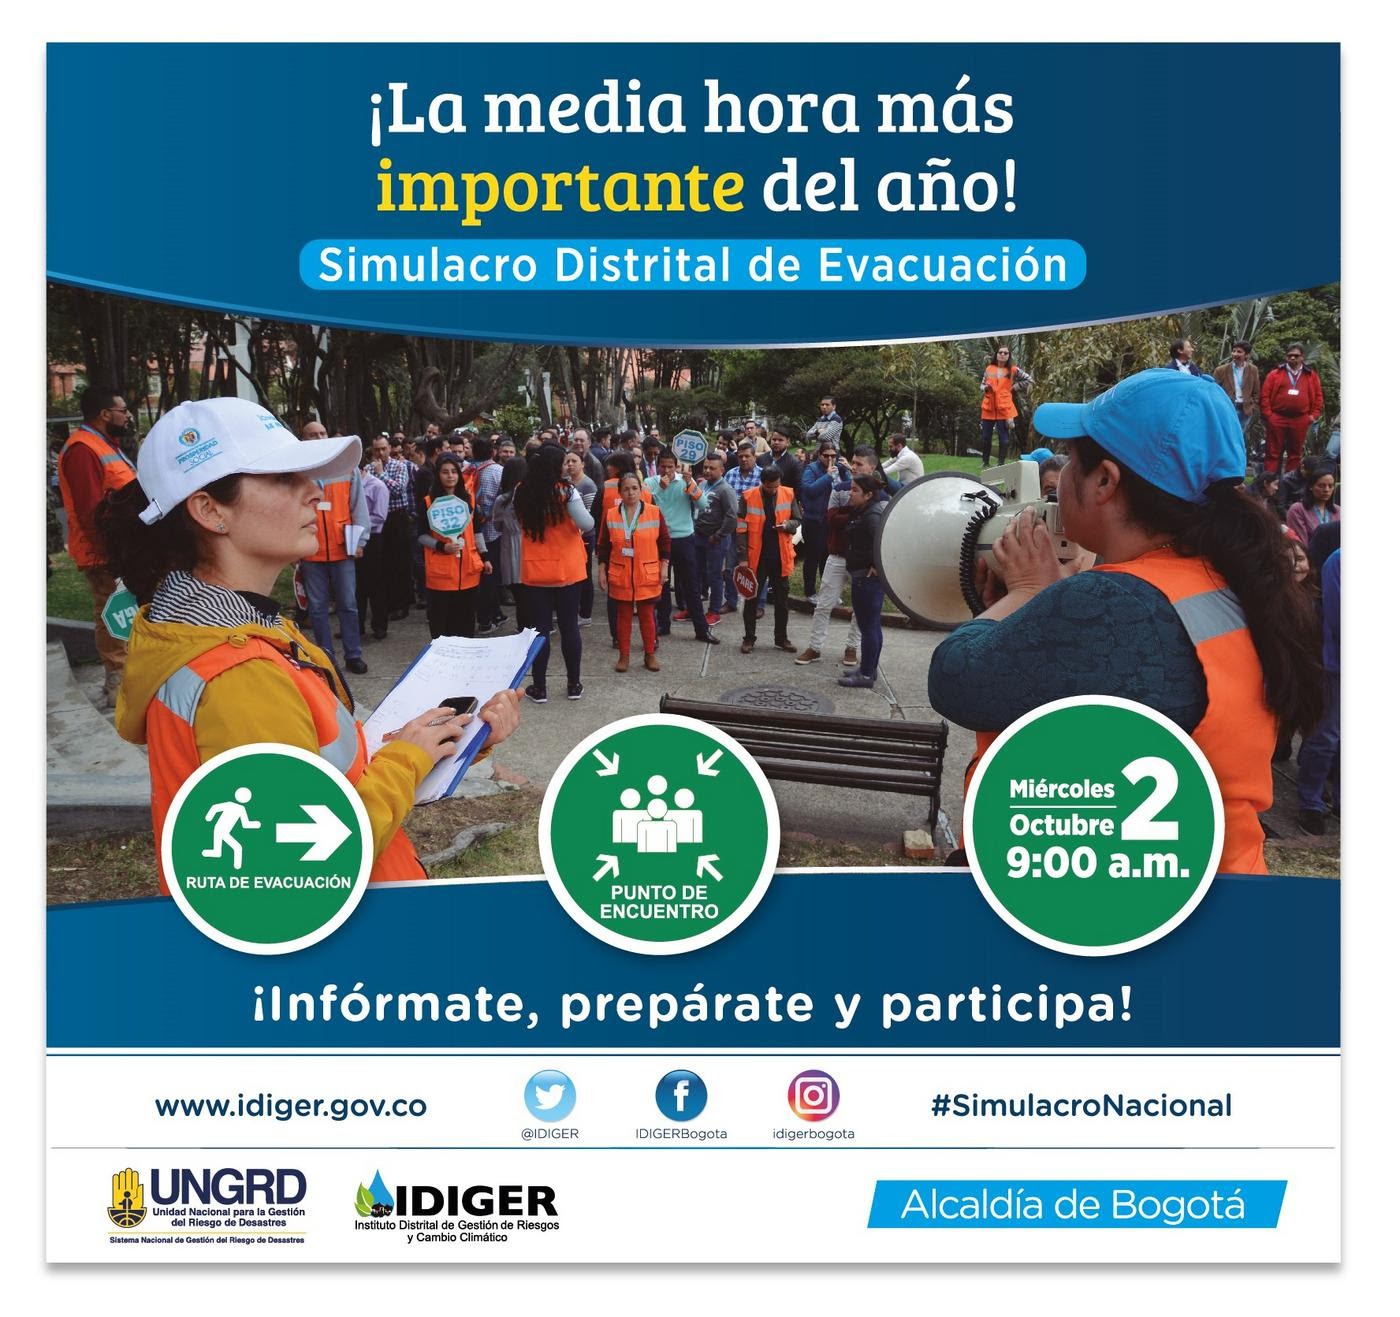 ¡La media hora más
importante del año!
Simulacro Distrital de Evacuación
PROSPERIDAD
SOCIAL
PISO
29
PISO
32
PARE
RUTA DE EVACUACIÓN
PUNTO DE
ENCUENTRO
Miércoles
Octubre 2
9:00 a.m.
¡Infórmate, prepárate y participa!
www.idiger.gov.co
@IDIGER
IDIGERBogota
idigerbogota
#SimulacroNacional
UNGRD
Unidad Nacional para la Gestión
del Riesgo de Desastres
Sistema Nacional de Gestión del Riesgo de Desastres
IDIGER
Instituto Distrital de Gestión de Riesgos
y Cambio Climático
Alcaldía de Bogotá